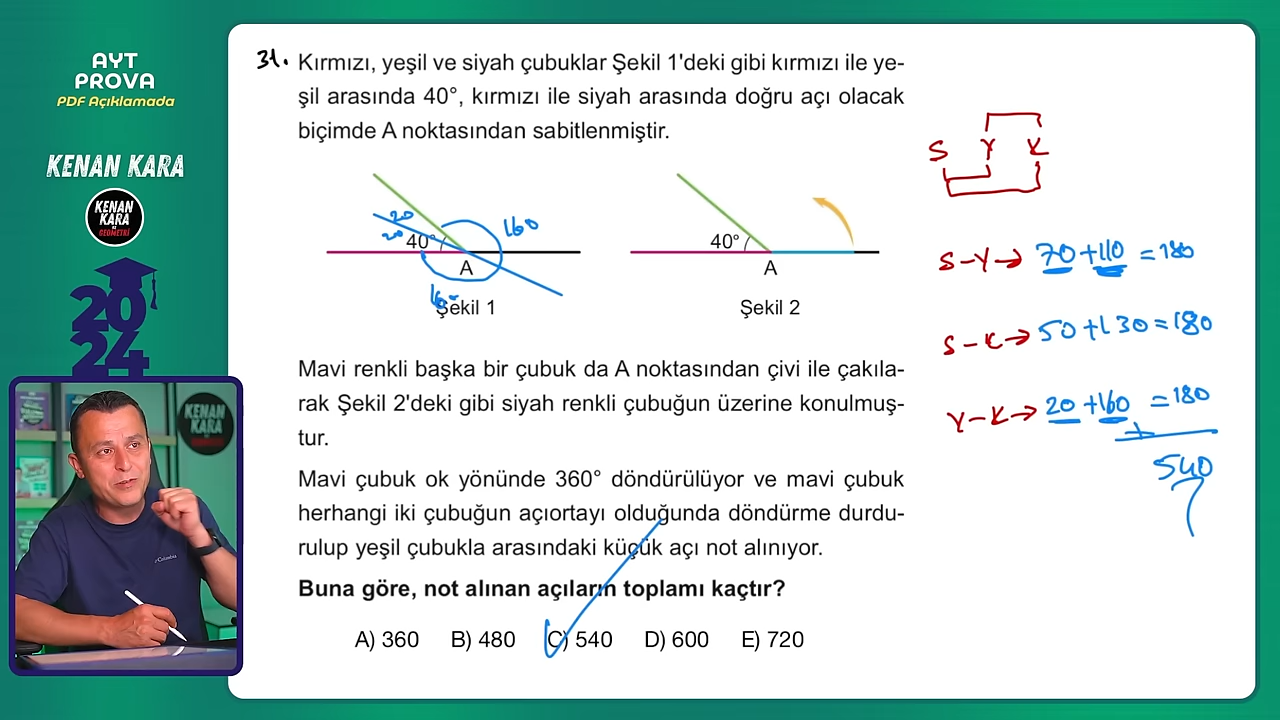 AYT
PROVA
PDF Açıklamada
KENAN KARA
KENAN
KARA
ile
GEOMETRİ
20
24
KENAN
KARA
31. Kırmızı, yeşil ve siyah çubuklar Şekil 1'deki gibi kırmızı ile ye-
şil arasında 40°, kırmızı ile siyah arasında doğru açı olacak
biçimde A noktasından sabitlenmiştir.
20
20
40°
160
A
160
Şekil 1
40°
A
Şekil 2
Mavi renkli başka bir çubuk da A noktasından çivi ile çakıla-
rak Şekil 2'deki gibi siyah renkli çubuğun üzerine konulmuş-
tur.
Mavi çubuk ok yönünde 360° döndürülüyor ve mavi çubuk
herhangi iki çubuğun açıortayı olduğunda döndürme durdu-
rulup yeşil çubukla arasındaki küçük açı not alınıyor.
Buna göre, not alınan açıların toplamı kaçtır?
A) 360 B) 480 C) 540 D) 600 E) 720
S Y K
S-Y→ 70+110 = 180
S-K→ 50+130=180
Y-K→ 20+160 =180
+
540